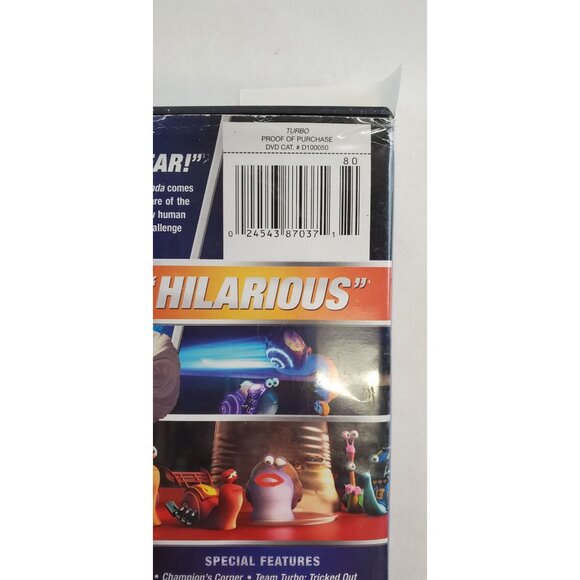 TURBO
PROOF OF PURCHASE
DVD CAT. # D100050
80
0 24543 87037 1
AR!”
nda comes
re of the
human
allenge
“HILARIOUS”
SPECIAL FEATURES
• Champion's Corner • Team Turbo: Tricked Out